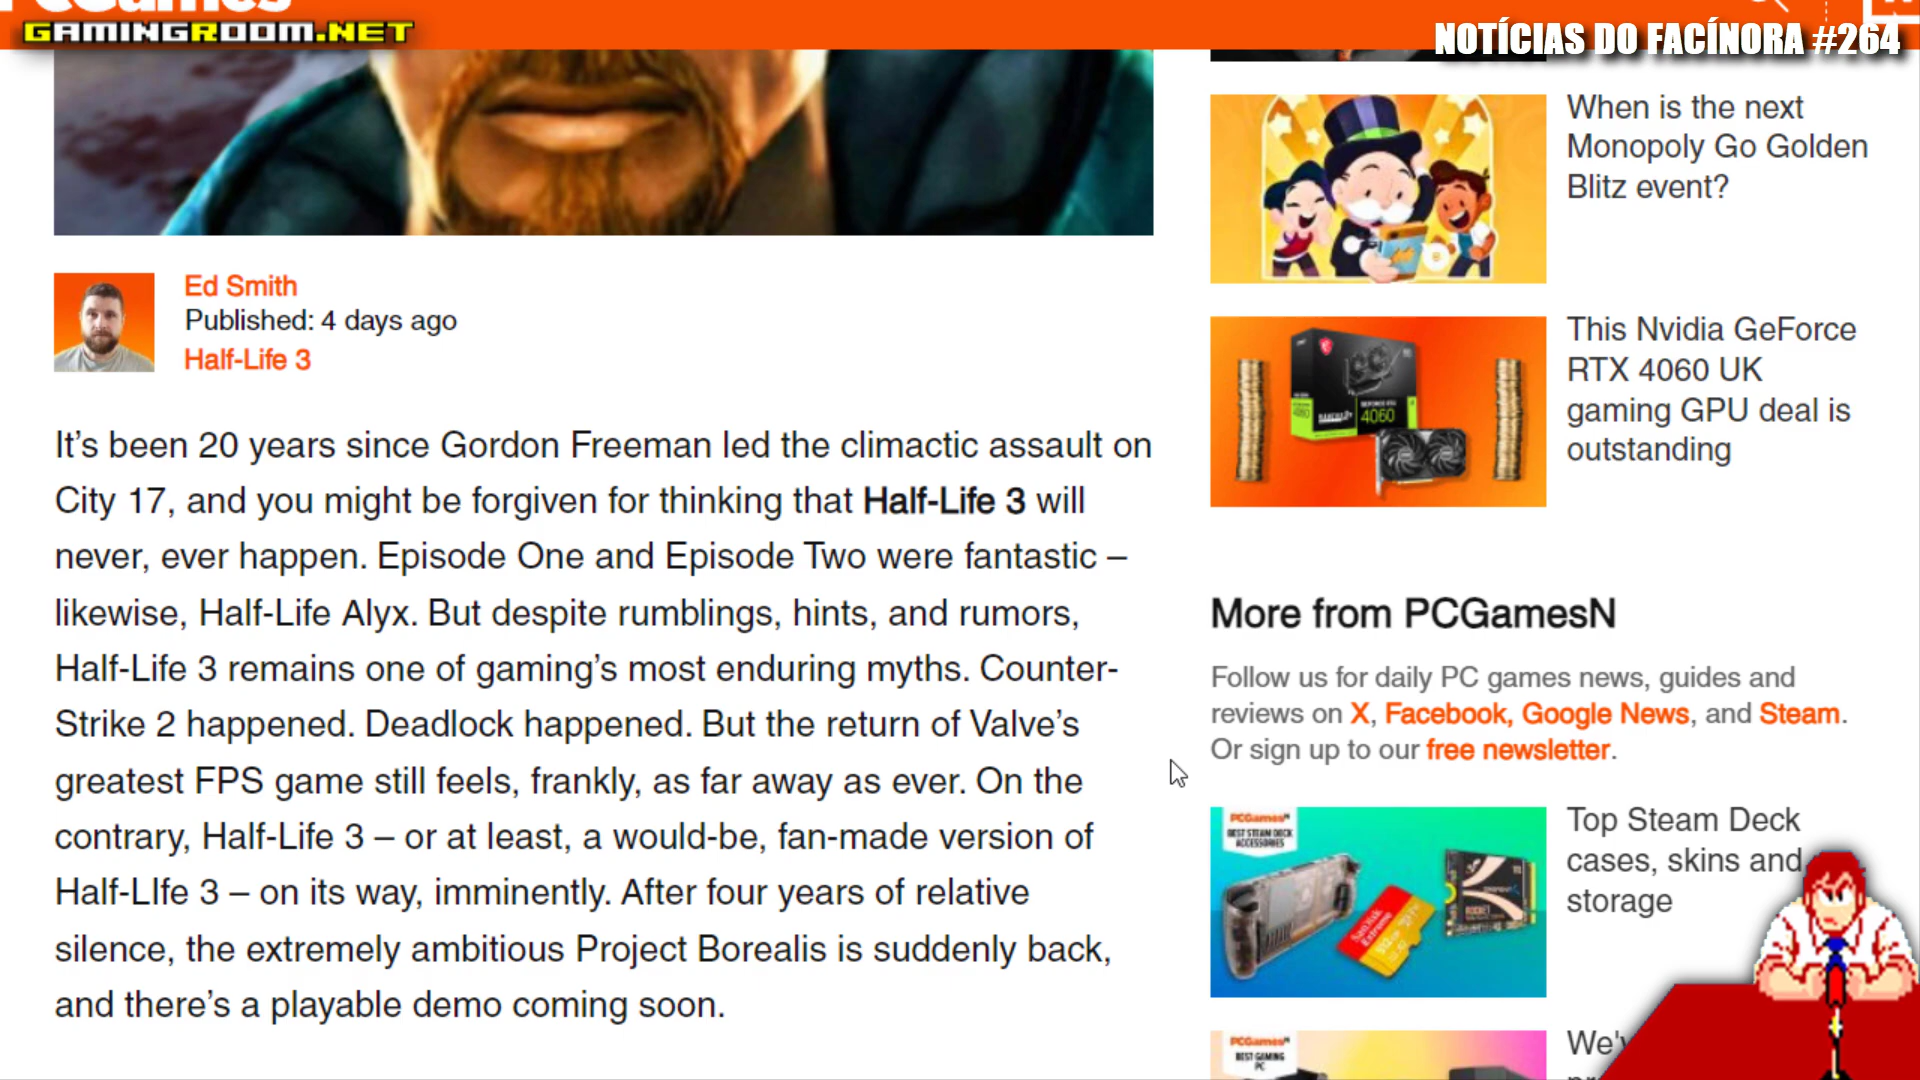 PCGames
GAMINGROOM.NET
NOTÍCIAS DO FACÍNORA #264
When is the next
Monopoly Go Golden
Blitz event?
Ed Smith
Published: 4 days ago
Half-Life 3
This Nvidia GeForce
RTX 4060 UK
gaming GPU deal is
outstanding
4060
It's been 20 years since Gordon Freeman led the climactic assault on
City 17, and you might be forgiven for thinking that Half-Life 3 will
never, ever happen. Episode One and Episode Two were fantastic –
likewise, Half-Life Alyx. But despite rumblings, hints, and rumors,
Half-Life 3 remains one of gaming's most enduring myths. Counter-
Strike 2 happened. Deadlock happened. But the return of Valve's
greatest FPS game still feels, frankly, as far away as ever. On the
contrary, Half-Life 3 – or at least, a would-be, fan-made version of
Half-LIfe 3 – on its way, imminently. After four years of relative
silence, the extremely ambitious Project Borealis is suddenly back,
and there's a playable demo coming soon.
More from PCGamesN
Follow us for daily PC games news, guides and
reviews on X, Facebook, Google News, and Steam.
Or sign up to our free newsletter.
PCGamesN
BEST STEAM DECK
ACCESSORIES
SanDisk
Extreme
ROCKET
Top Steam Deck
cases, skins and
storage
PCGamesN
BEST GAMING
PC